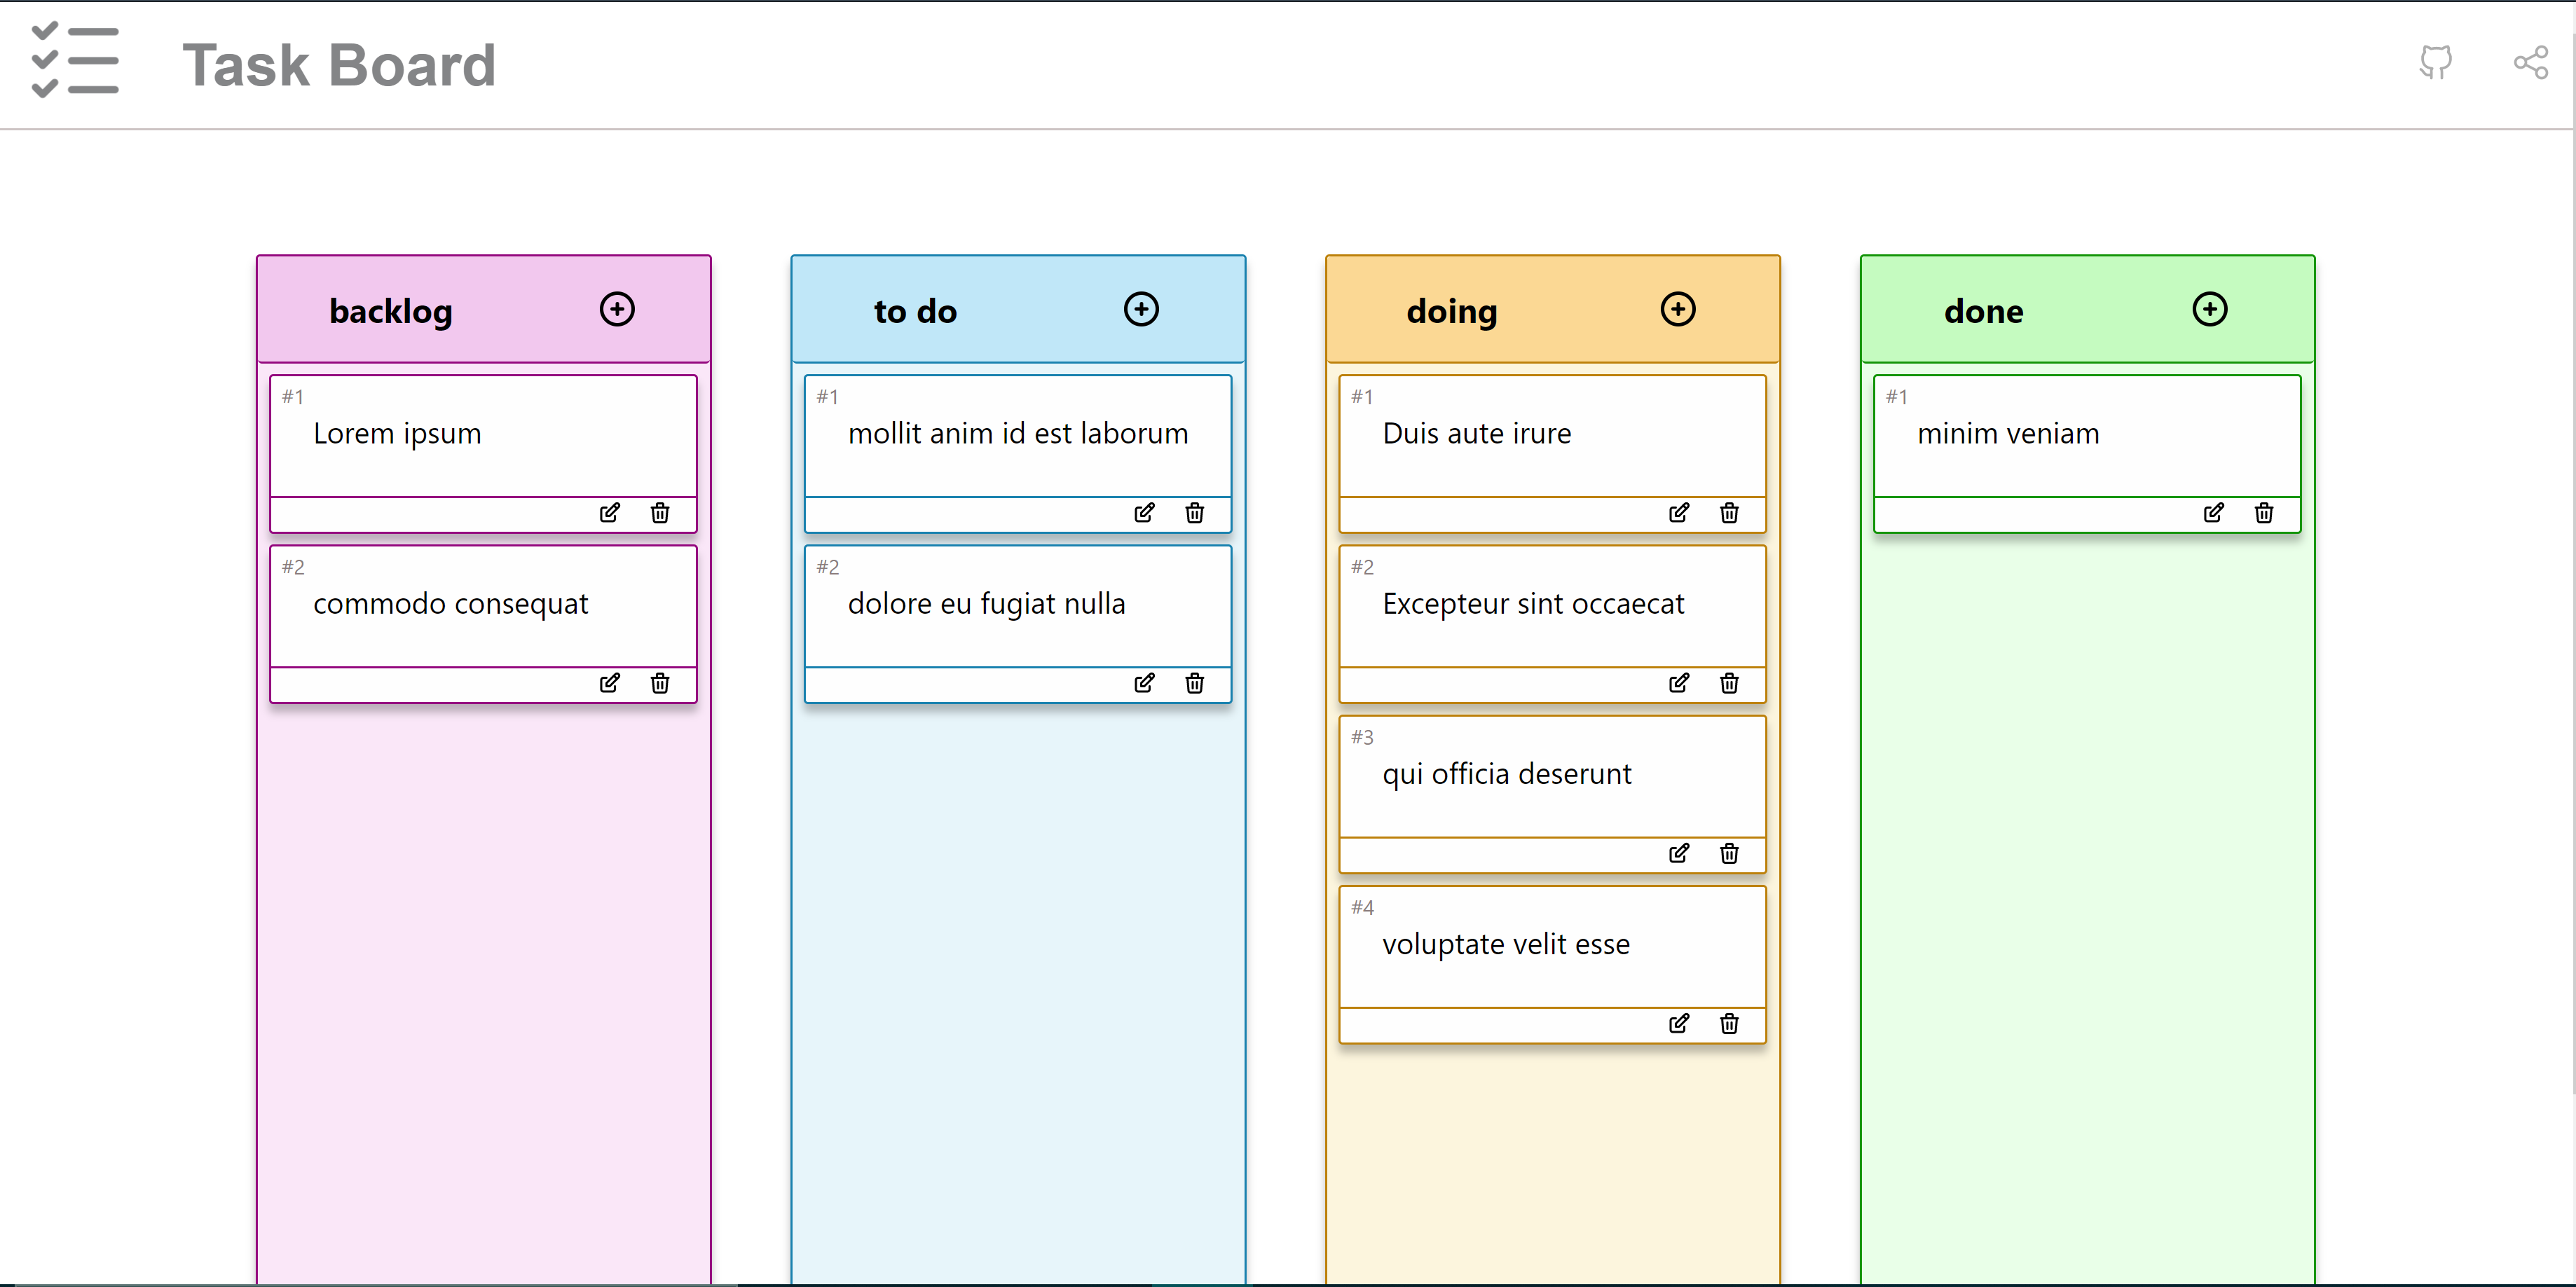 Task Board
backlog
#1
Lorem ipsum
#2
commodo consequat
to do
#1
mollit anim id est laborum
#2
dolore eu fugiat nulla
doing
#1
Duis aute irure
#2
Excepteur sint occaecat
#3
qui officia deserunt
#4
voluptate velit esse
done
#1
minim veniam